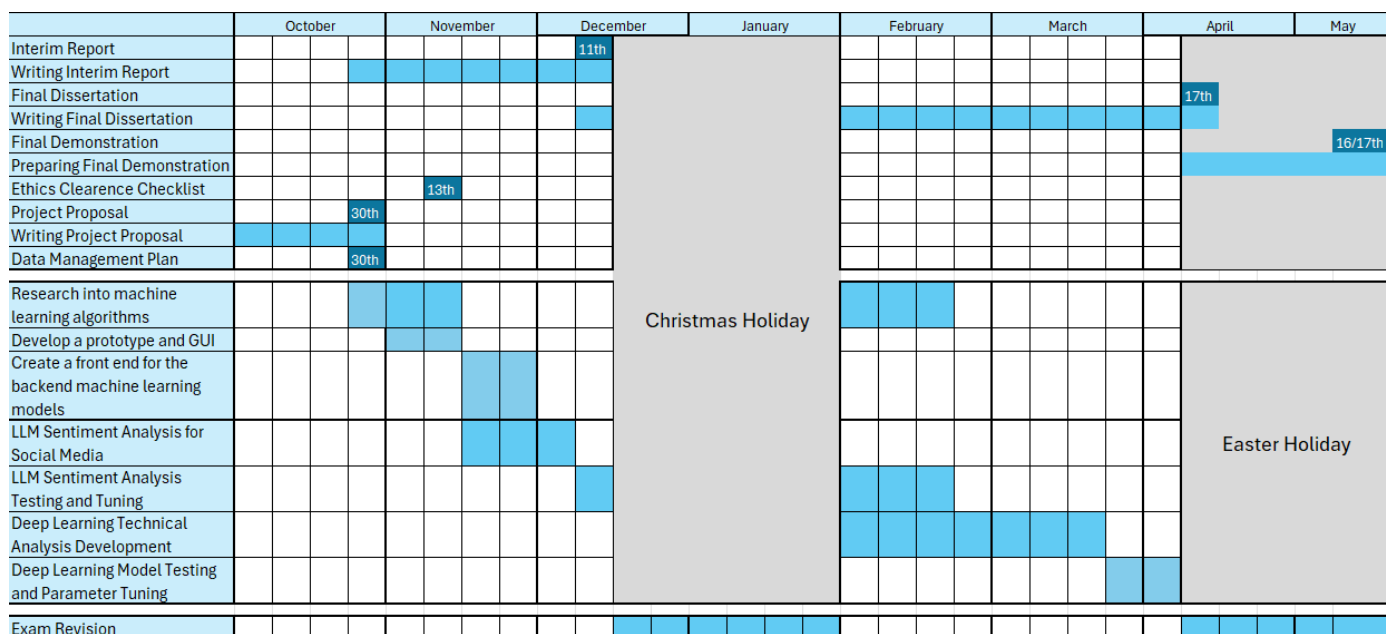 October November December January February March April May
Interim Report 11th
Writing Interim Report
Final Dissertation 17th
Writing Final Dissertation
Final Demonstration 16/17th
Preparing Final Demonstration
Ethics Clearence Checklist 13th
Project Proposal 30th
Writing Project Proposal
Data Management Plan 30th
Research into machine
learning algorithms
Christmas Holiday
Develop a prototype and GUI
Create a front end for the
backend machine learning
models
LLM Sentiment Analysis for
Social Media
Easter Holiday
LLM Sentiment Analysis
Testing and Tuning
Deep Learning Technical
Analysis Development
Deep Learning Model Testing
and Parameter Tuning
Exam Revision